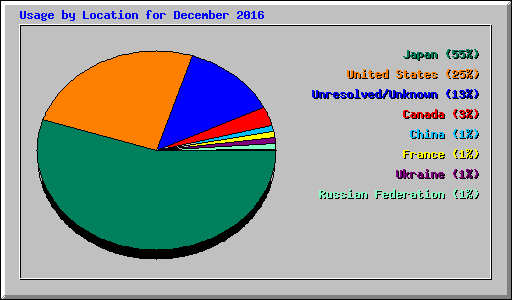 Usage by Location for December 2016
Japan (55%)
United States (25%)
Unresolved/Unknown (13%)
Canada (3%)
China (1%)
France (1%)
Ukraine (1%)
Russian Federation (1%)